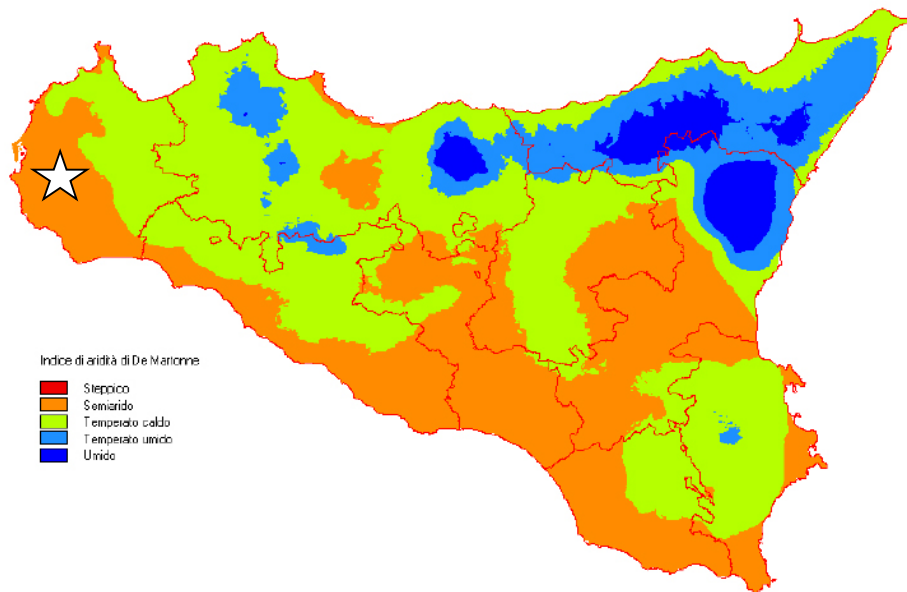 Indice di aridità di De Martonne
Steppico
Semiarido
Temperato caldo
Temperato umido
Umido